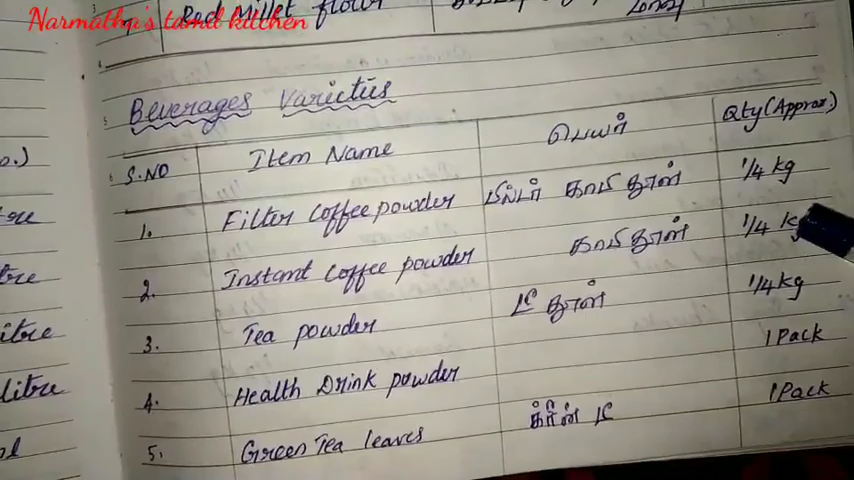 Narmatha's tamil kitchen
Red Millet flour
Beverages Varieties
S.NO Item Name பெயர் Qty (Approx.)
1. Filter Coffee powder பில்டர் காபி தூள் 1/4 kg
2. Instant Coffee powder காபி தூள் 1/4 kg
3. Tea powder டீ தூள் 1/4 kg
4. Health Drink powder 1 Pack
5. Green Tea leaves க்ரீன் டீ 1 Pack
litre